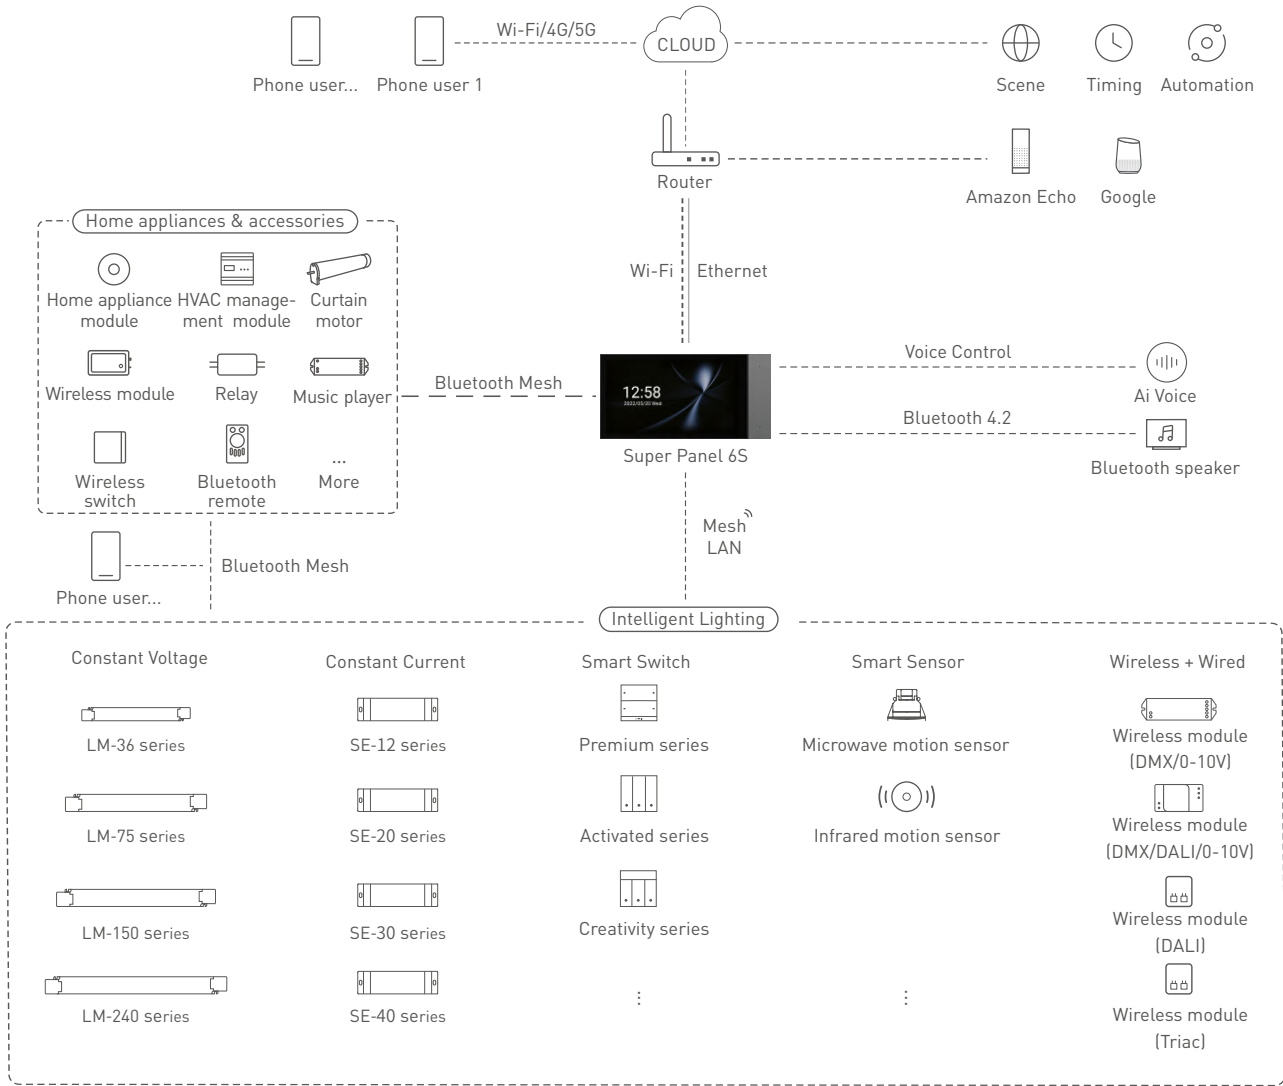 Wi-Fi/4G/5G
CLOUD
Phone user...
Phone user 1
Scene
Timing
Automation
Router
Amazon Echo
Google
Home appliances & accessories
Wi-Fi
Ethernet
Home appliance
module
HVAC manage-
ment module
Curtain
motor
Wireless module
Relay
Music player
Bluetooth Mesh
12:58
2022/05/20 Wed
Super Panel 6S
Voice Control
Ai Voice
Bluetooth 4.2
Bluetooth speaker
Wireless
switch
Bluetooth
remote
...
More
Mesh
LAN
Phone user...
Bluetooth Mesh
Intelligent Lighting
Constant Voltage
LM-36 series
LM-75 series
LM-150 series
LM-240 series
Constant Current
SE-12 series
SE-20 series
SE-30 series
SE-40 series
Smart Switch
Premium series
Activated series
Creativity series
⋮
Smart Sensor
Microwave motion sensor
Infrared motion sensor
⋮
Wireless + Wired
Wireless module
(DMX/0-10V)
Wireless module
(DMX/DALI/0-10V)
Wireless module
(DALI)
Wireless module
(Triac)